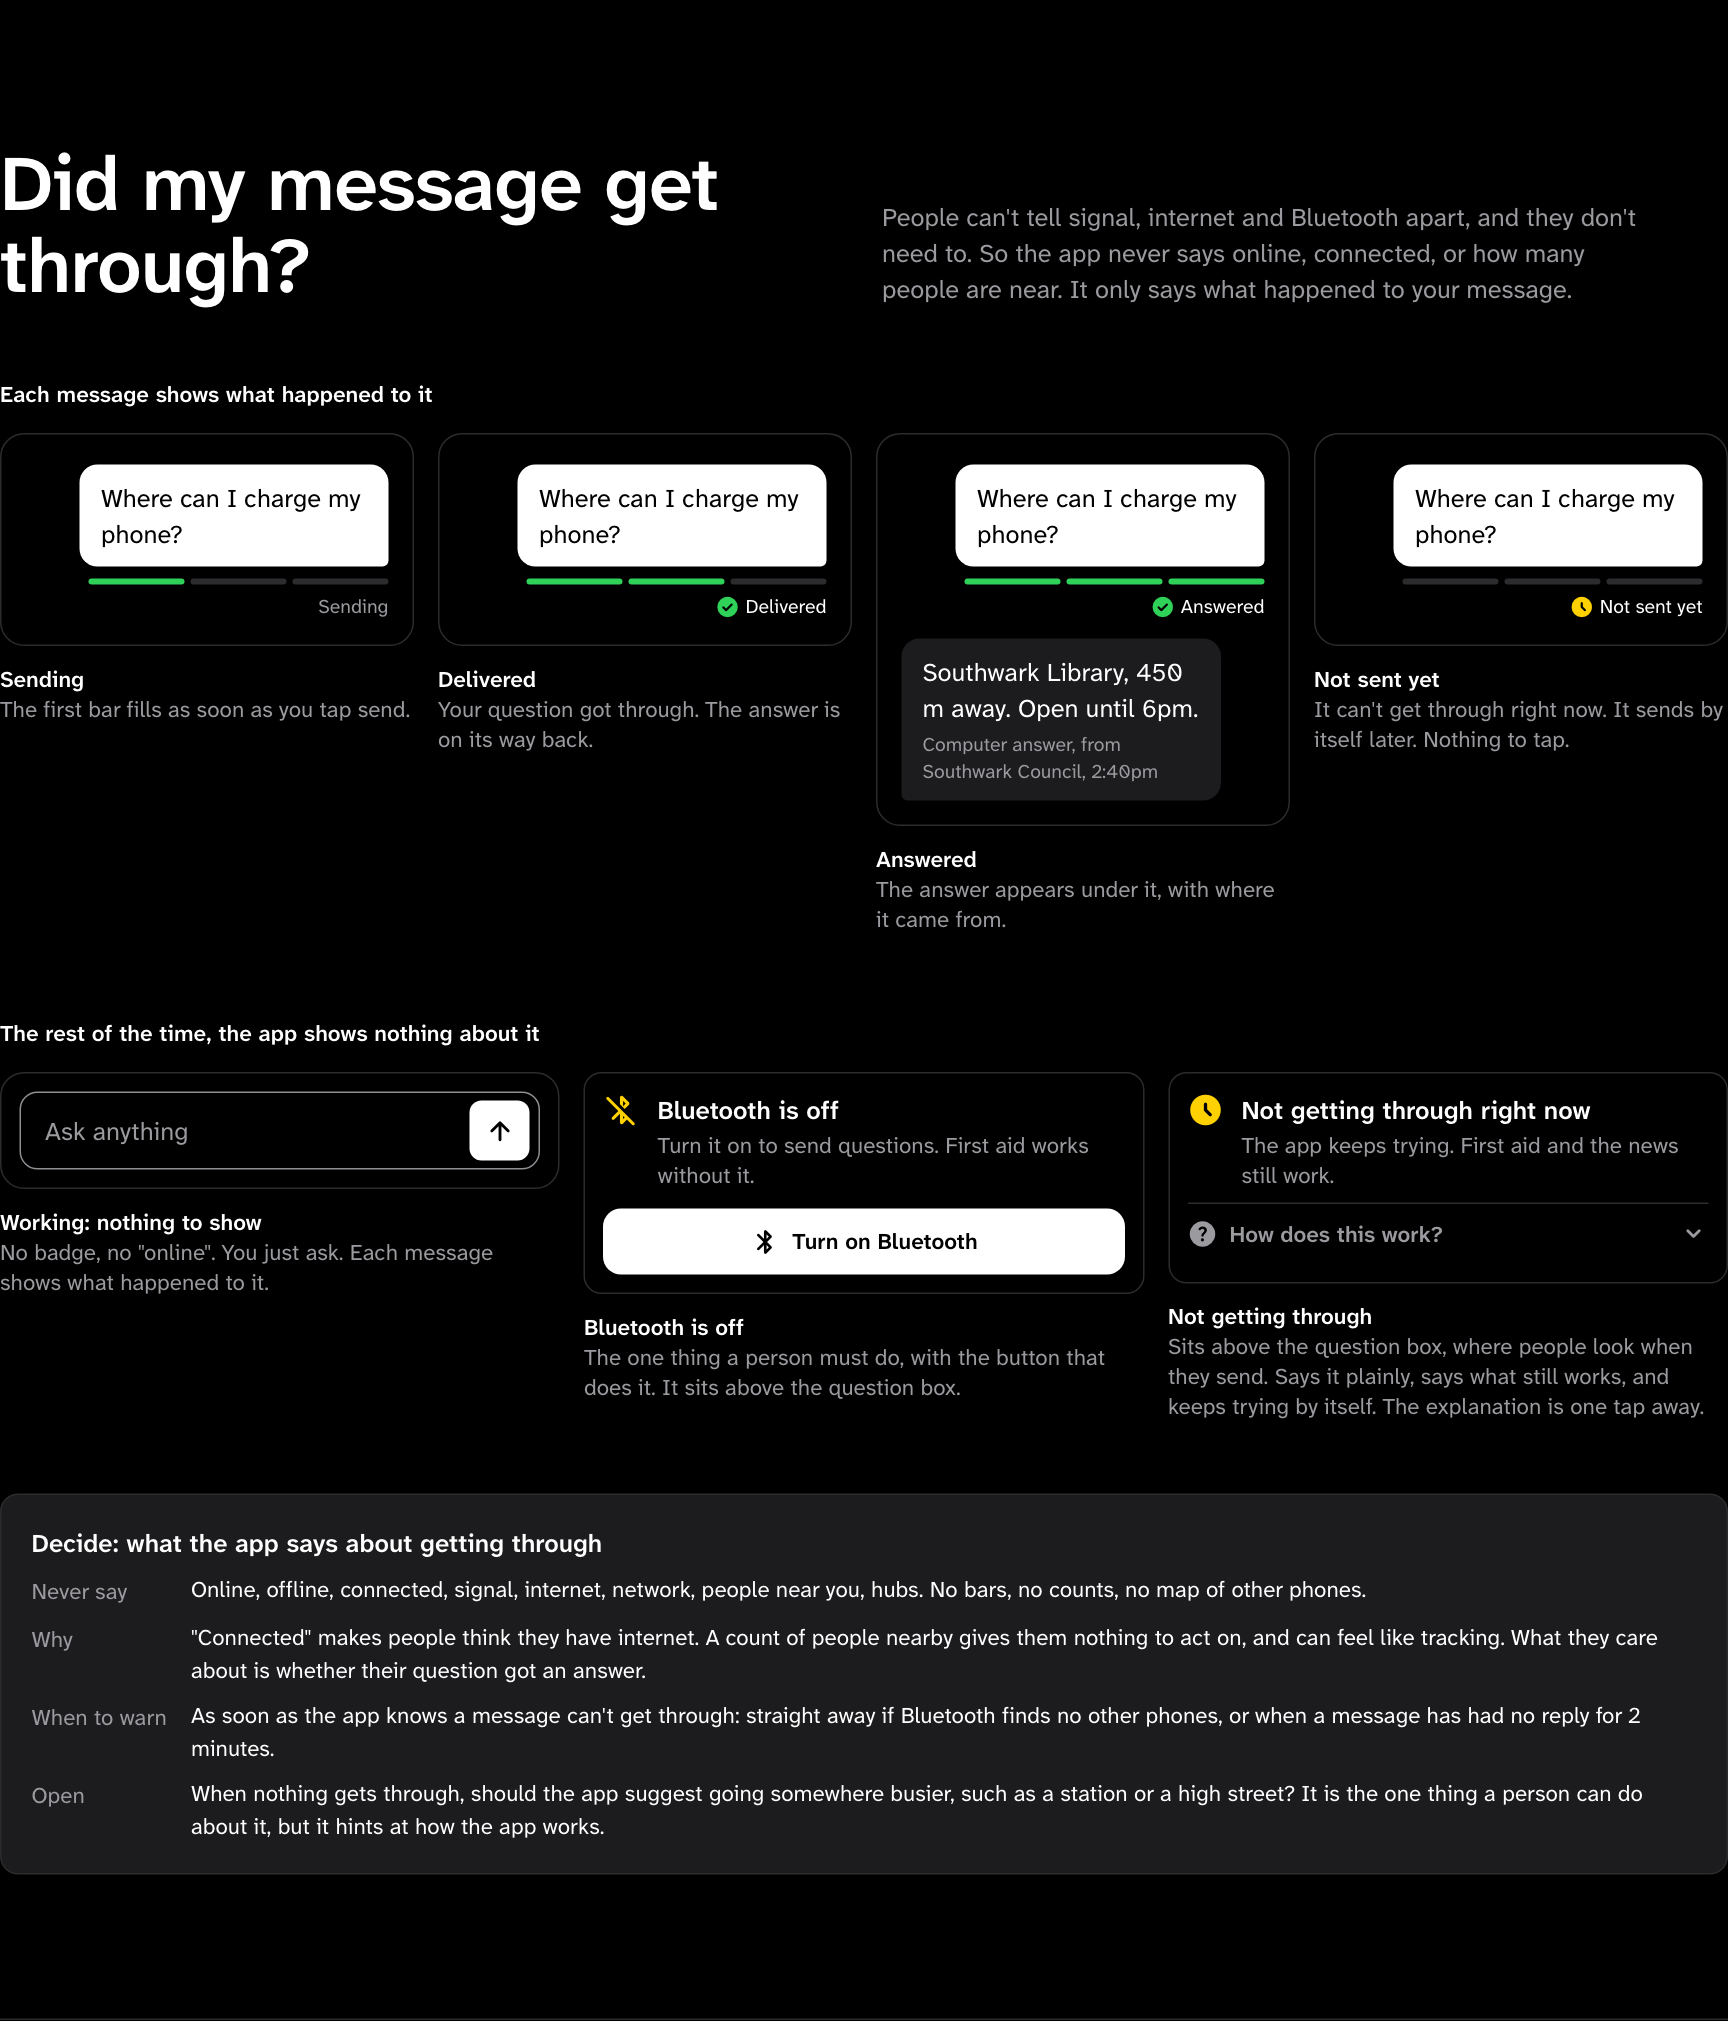 Did my message get
through?
People can't tell signal, internet and Bluetooth apart, and they don't
need to. So the app never says online, connected, or how many
people are near. It only says what happened to your message.
Each message shows what happened to it
Where can I charge my
phone?
Sending
Sending
The first bar fills as soon as you tap send.
Where can I charge my
phone?
Delivered
Delivered
Your question got through. The answer is
on its way back.
Where can I charge my
phone?
Answered
Southwark Library, 450
m away. Open until 6pm.
Computer answer, from
Southwark Council, 2:40pm
Answered
The answer appears under it, with where
it came from.
Where can I charge my
phone?
Not sent yet
Not sent yet
It can't get through right now. It sends by
itself later. Nothing to tap.
The rest of the time, the app shows nothing about it
Ask anything
Working: nothing to show
No badge, no "online". You just ask. Each message
shows what happened to it.
Bluetooth is off
Turn it on to send questions. First aid works
without it.
Turn on Bluetooth
Bluetooth is off
The one thing a person must do, with the button that
does it. It sits above the question box.
Not getting through right now
The app keeps trying. First aid and the news
still work.
How does this work?
Not getting through
Sits above the question box, where people look when
they send. Says it plainly, says what still works, and
keeps trying by itself. The explanation is one tap away.
Decide: what the app says about getting through
Never say
Online, offline, connected, signal, internet, network, people near you, hubs. No bars, no counts, no map of other phones.
Why
"Connected" makes people think they have internet. A count of people nearby gives them nothing to act on, and can feel like tracking. What they care
about is whether their question got an answer.
When to warn
As soon as the app knows a message can't get through: straight away if Bluetooth finds no other phones, or when a message has had no reply for 2
minutes.
Open
When nothing gets through, should the app suggest going somewhere busier, such as a station or a high street? It is the one thing a person can do
about it, but it hints at how the app works.